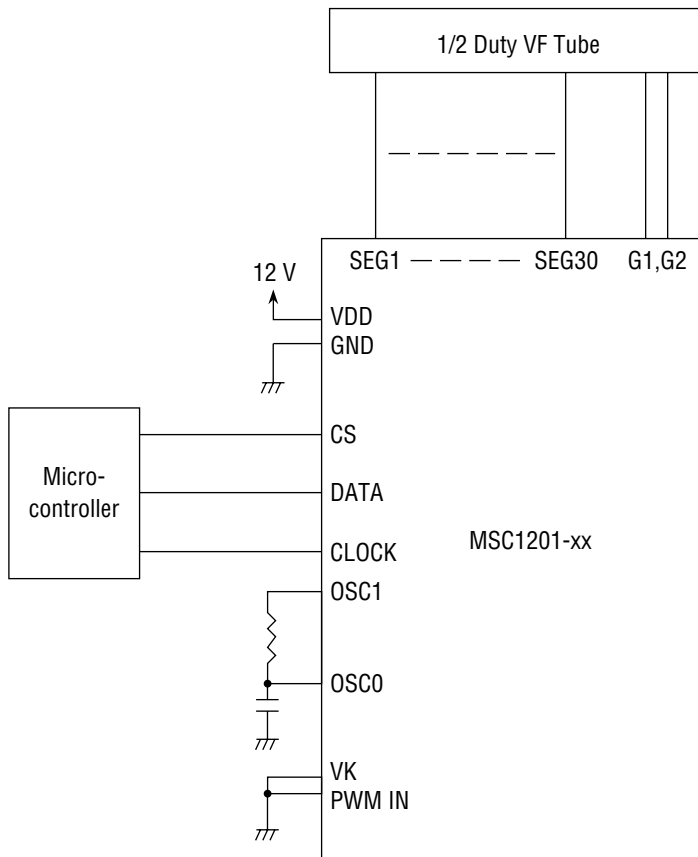 1/2 Duty VF Tube
SEG1
SEG30
G1,G2
12 V
VDD
GND
CS
Micro-
controller
DATA
MSC1201-xx
CLOCK
OSC1
OSC0
VK
PWM IN